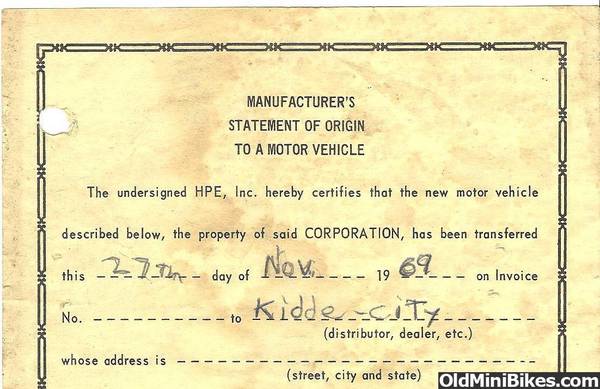 MANUFACTURER'S
STATEMENT OF ORIGIN
TO A MOTOR VEHICLE
The undersigned HPE, Inc. hereby certifies that the new motor vehicle
described below, the property of said CORPORATION, has been transferred
this 27th day of Nov. 1969 on Invoice
No. to Kidde-City
(distributor, dealer, etc.)
whose address is
(street, city and state)
OldMiniBikes.com